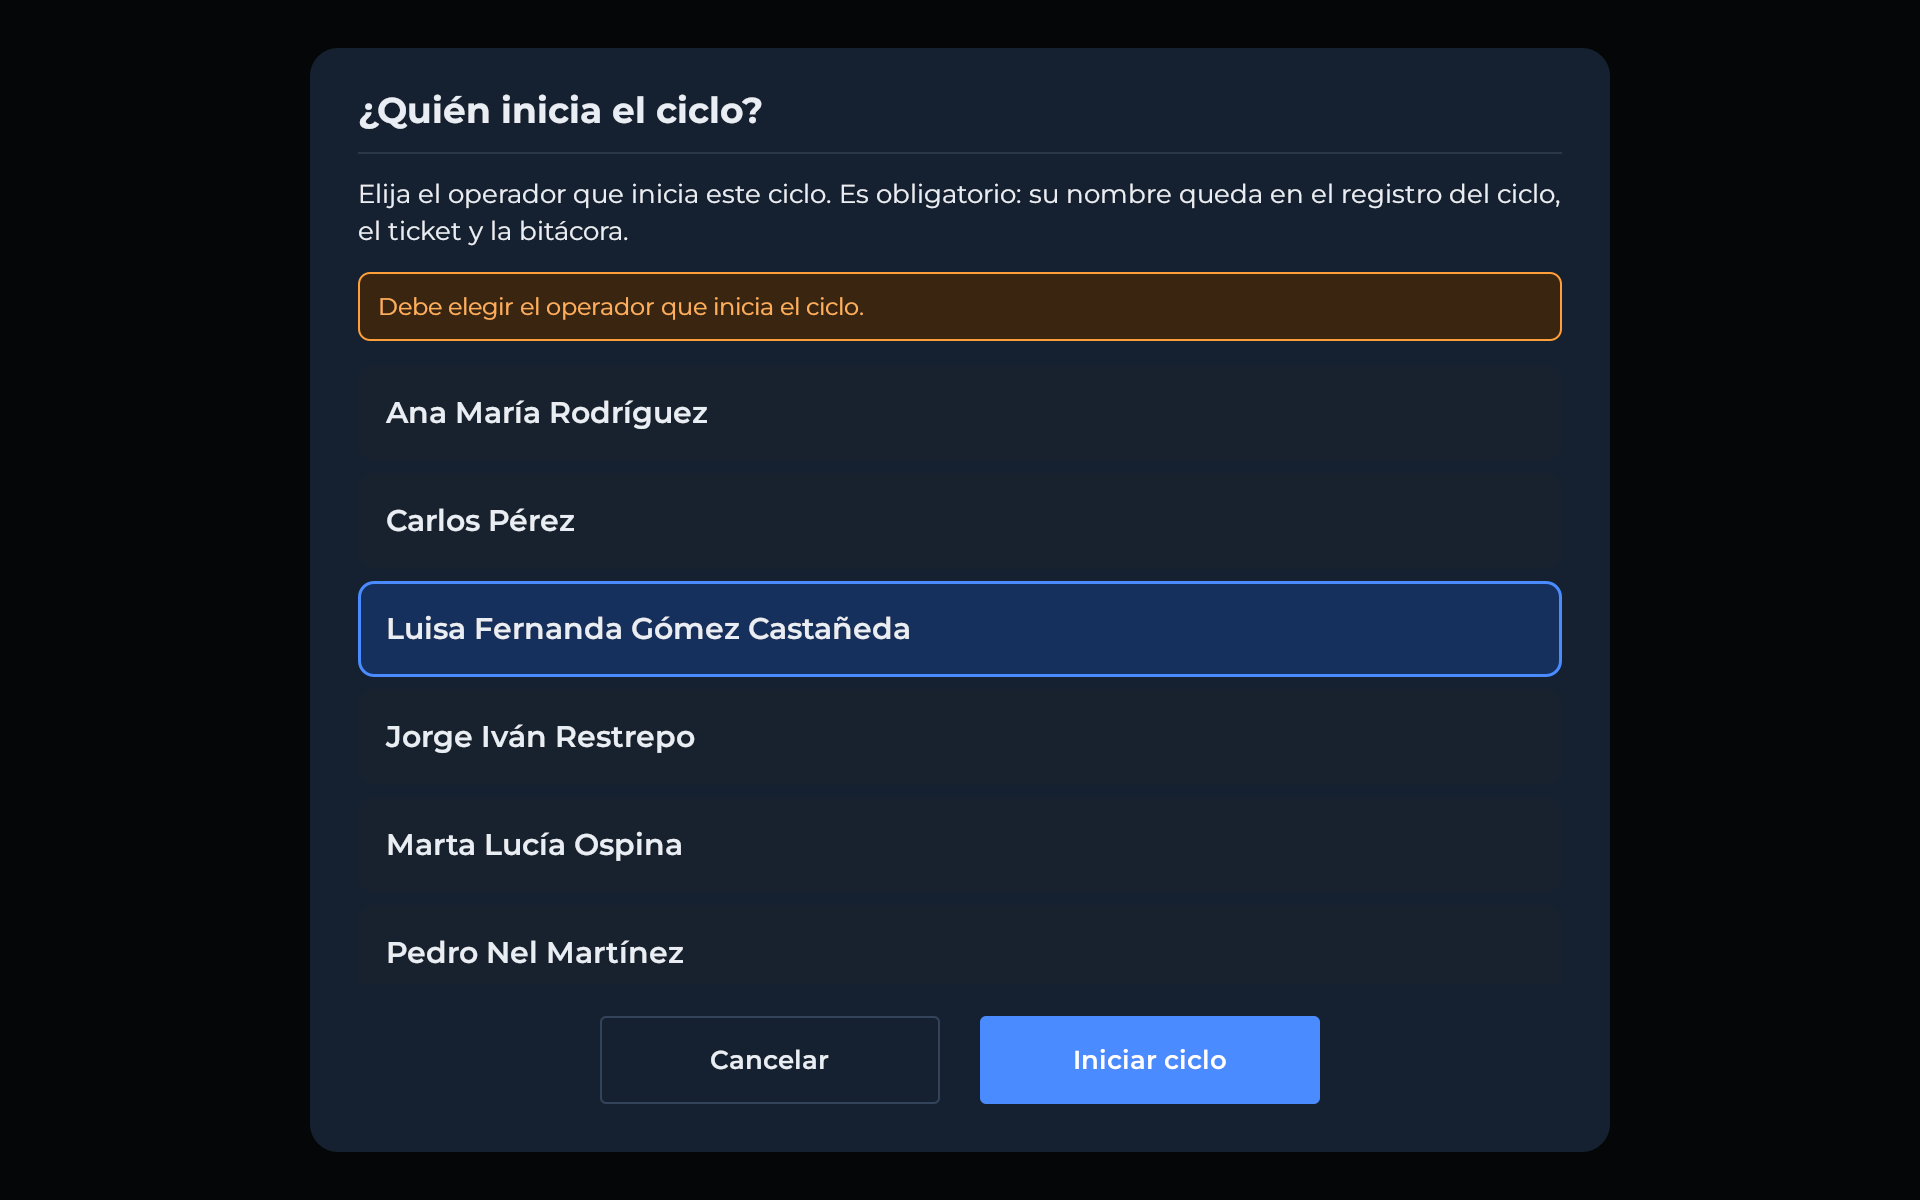 ¿Quién inicia el ciclo?
Elija el operador que inicia este ciclo. Es obligatorio: su nombre queda en el registro del ciclo,
el ticket y la bitácora.
Debe elegir el operador que inicia el ciclo.
Ana María Rodríguez
Carlos Pérez
Luisa Fernanda Gómez Castañeda
Jorge Iván Restrepo
Marta Lucía Ospina
Pedro Nel Martínez
Cancelar
Iniciar ciclo